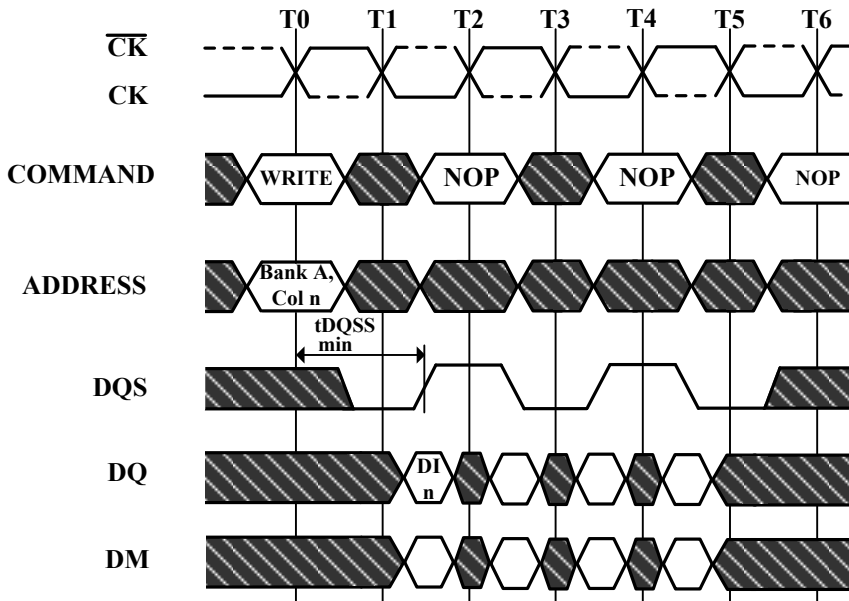 T0 T1 T2 T3 T4 T5 T6
CK
CK
COMMAND WRITE NOP NOP NOP
ADDRESS Bank A,
Col n
tDQSS
min
DQS
DQ DI
n
DM